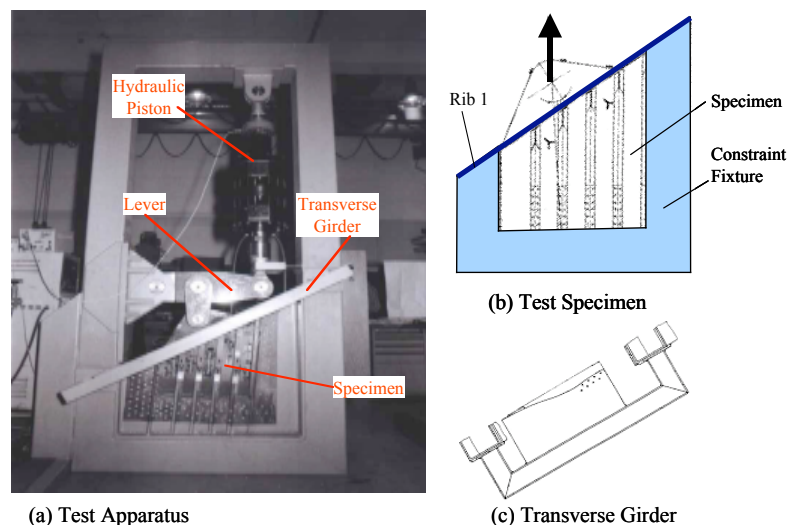 Hydraulic
Piston
Lever
Transverse
Girder
Specimen
(a) Test Apparatus
Rib 1
Specimen
Constraint
Fixture
(b) Test Specimen
(c) Transverse Girder